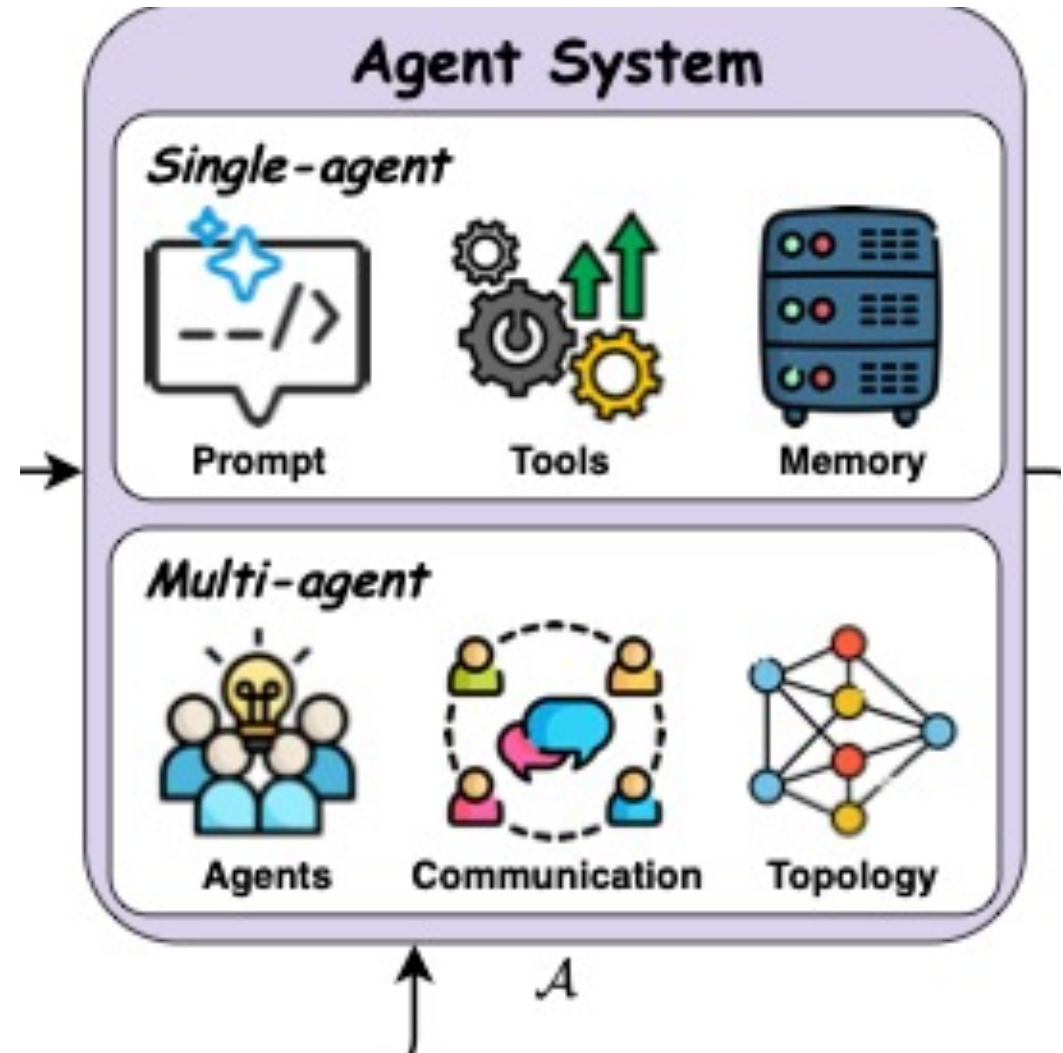 Agent System
Single-agent
Prompt Tools Memory
Multi-agent
Agents Communication Topology
𝒜